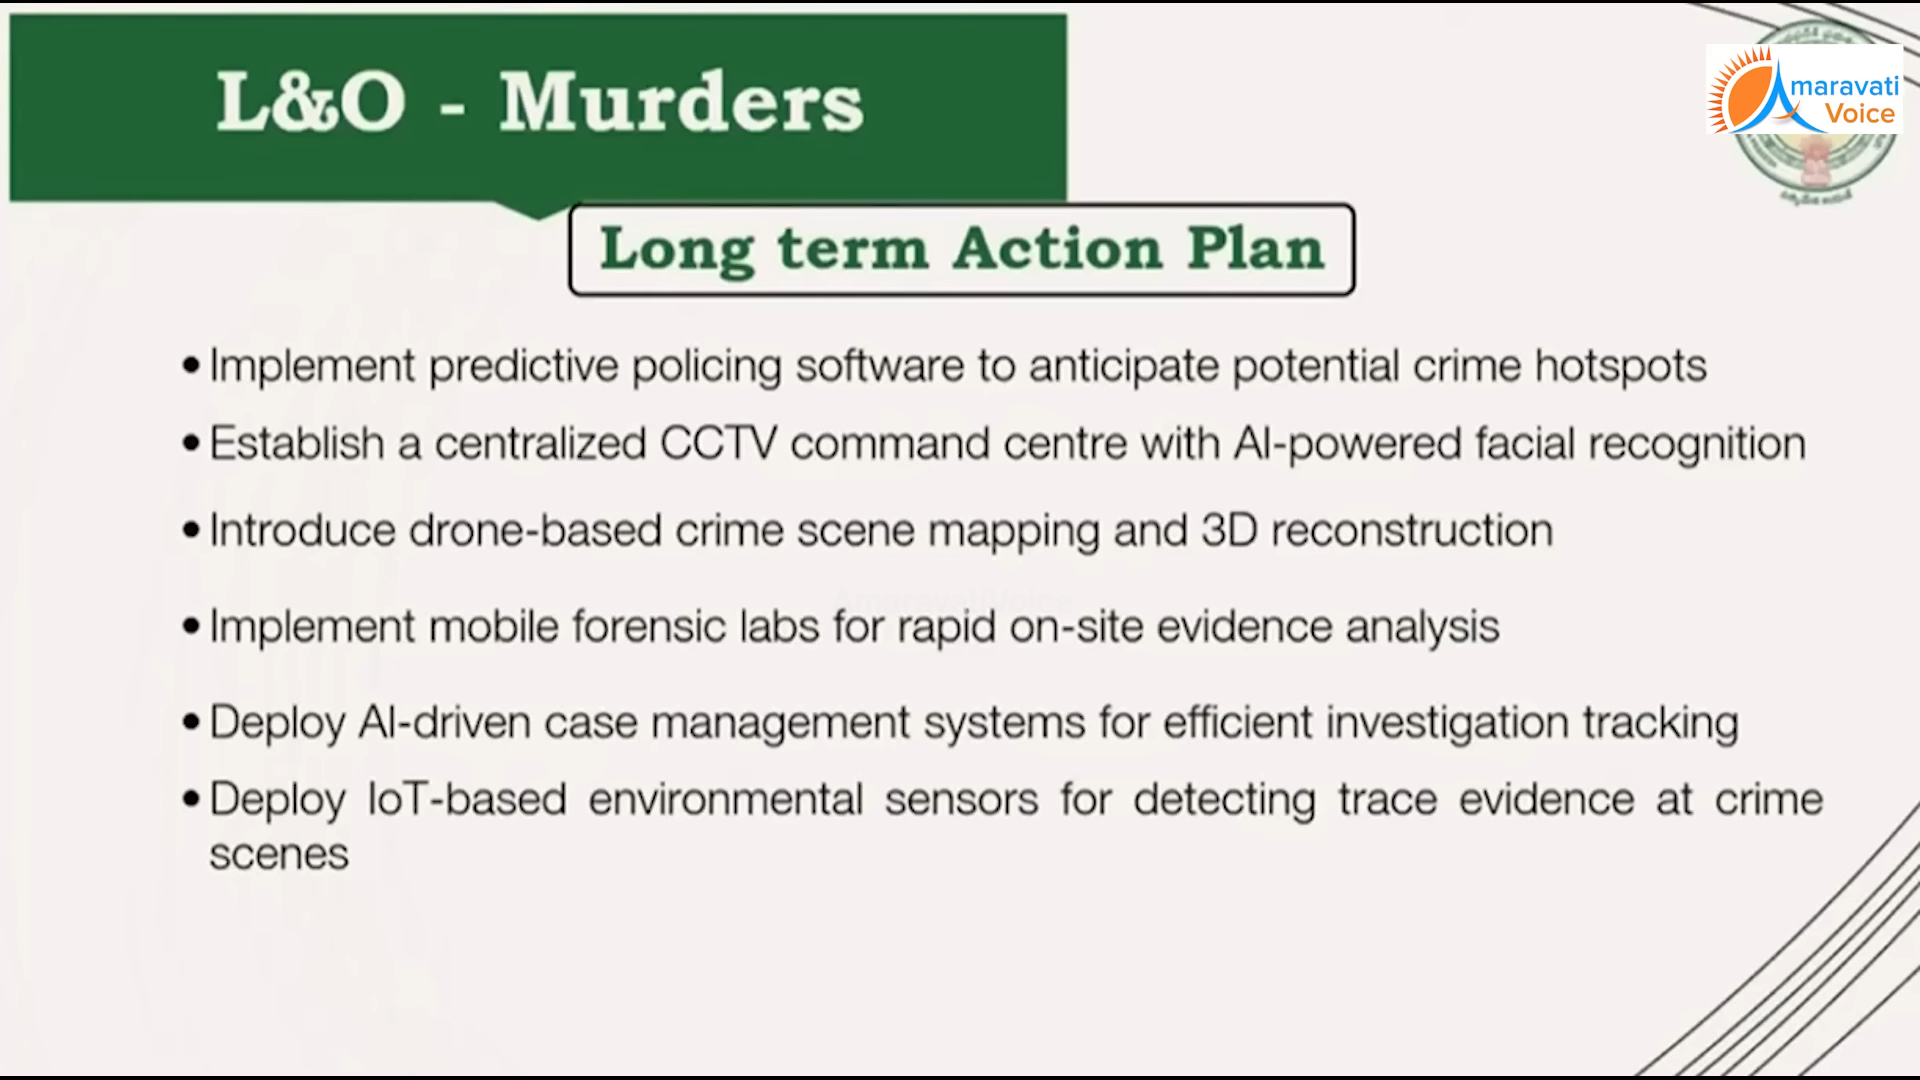 L&O - Murders
Amaravati
Voice
Long term Action Plan
•Implement predictive policing software to anticipate potential crime hotspots
•Establish a centralized CCTV command centre with AI-powered facial recognition
•Introduce drone-based crime scene mapping and 3D reconstruction
AmaravatiVoice
•Implement mobile forensic labs for rapid on-site evidence analysis
•Deploy AI-driven case management systems for efficient investigation tracking
•Deploy IoT-based environmental sensors for detecting trace evidence at crime
scenes